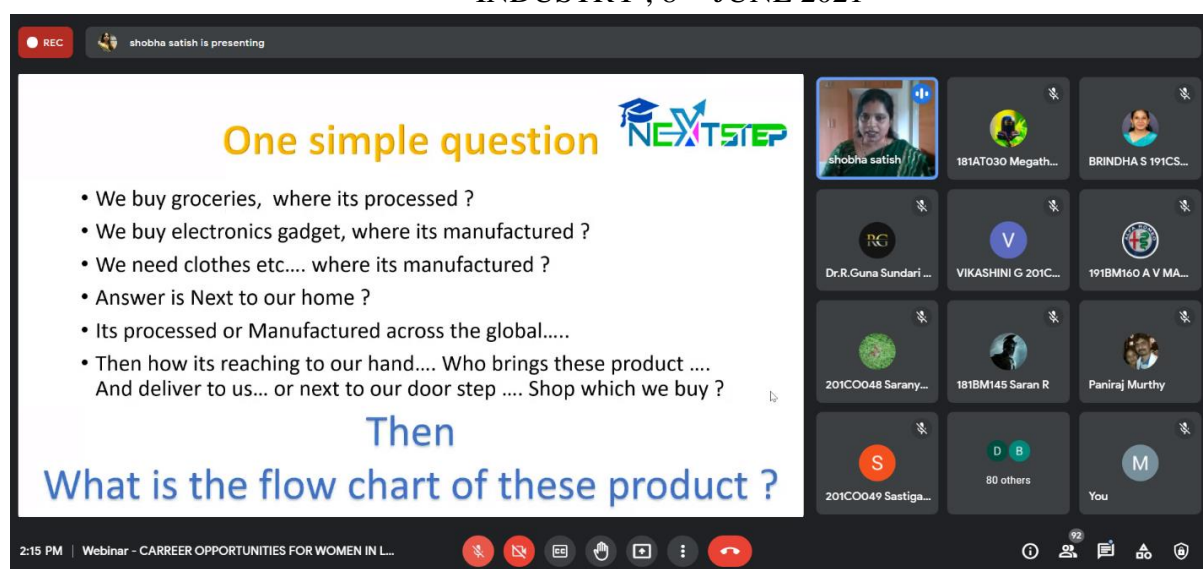 INDUSTRY", 8TH JUNE 2021
REC
shobha satish is presenting
One simple question
NEXTSTEP
• We buy groceries, where its processed ?
• We buy electronics gadget, where its manufactured ?
• We need clothes etc.... where its manufactured ?
• Answer is Next to our home ?
• Its processed or Manufactured across the global.....
• Then how its reaching to our hand.... Who brings these product ....
And deliver to us... or next to our door step .... Shop which we buy ?
Then
What is the flow chart of these product ?
shobha satish
181AT030 Megath...
BRINDHA S 191CS...
RG
Dr.R.Guna Sundari ...
V
VIKASHINI G 201C...
ALFA ROMEO
191BM160 A V MA...
201CO048 Sarany...
181BM145 Saran R
Paniraj Murthy
S
201CO049 Sastiga...
D B
80 others
M
You
2:15 PM | Webinar - CARREER OPPORTUNITIES FOR WOMEN IN L...
CC
92